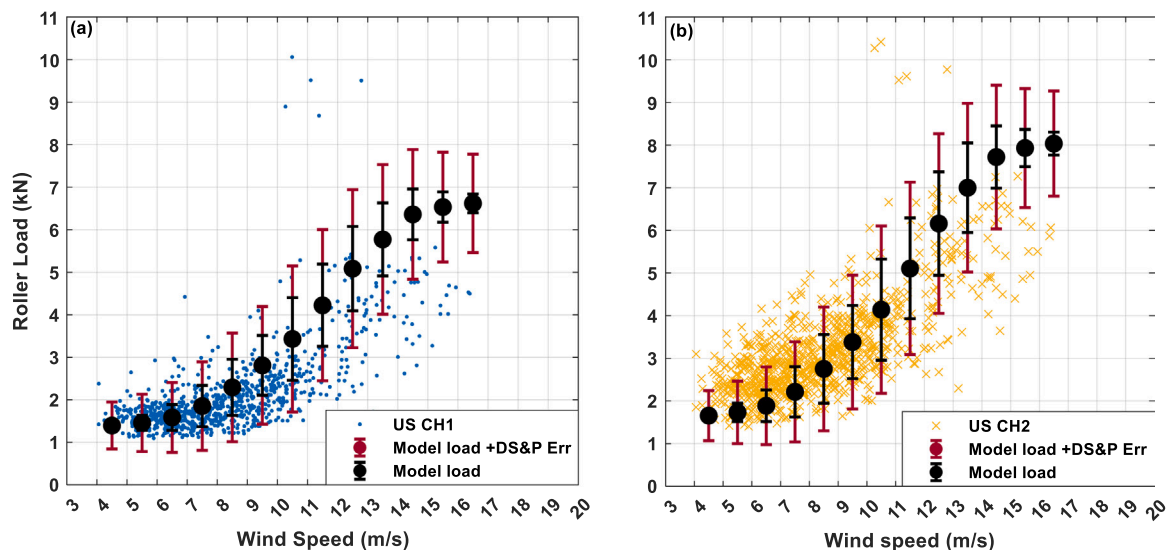 (a)
Roller Load (kN)
11
10
9
8
7
6
5
4
3
2
1
0
3 4 5 6 7 8 9 10 11 12 13 14 15 16 17 18 19 20
Wind Speed (m/s)
US CH1
Model load +DS&P Err
Model load
(b)
11
10
9
8
7
6
5
4
3
2
1
0
3 4 5 6 7 8 9 10 11 12 13 14 15 16 17 18 19 20
Wind speed (m/s)
US CH2
Model load +DS&P Err
Model load